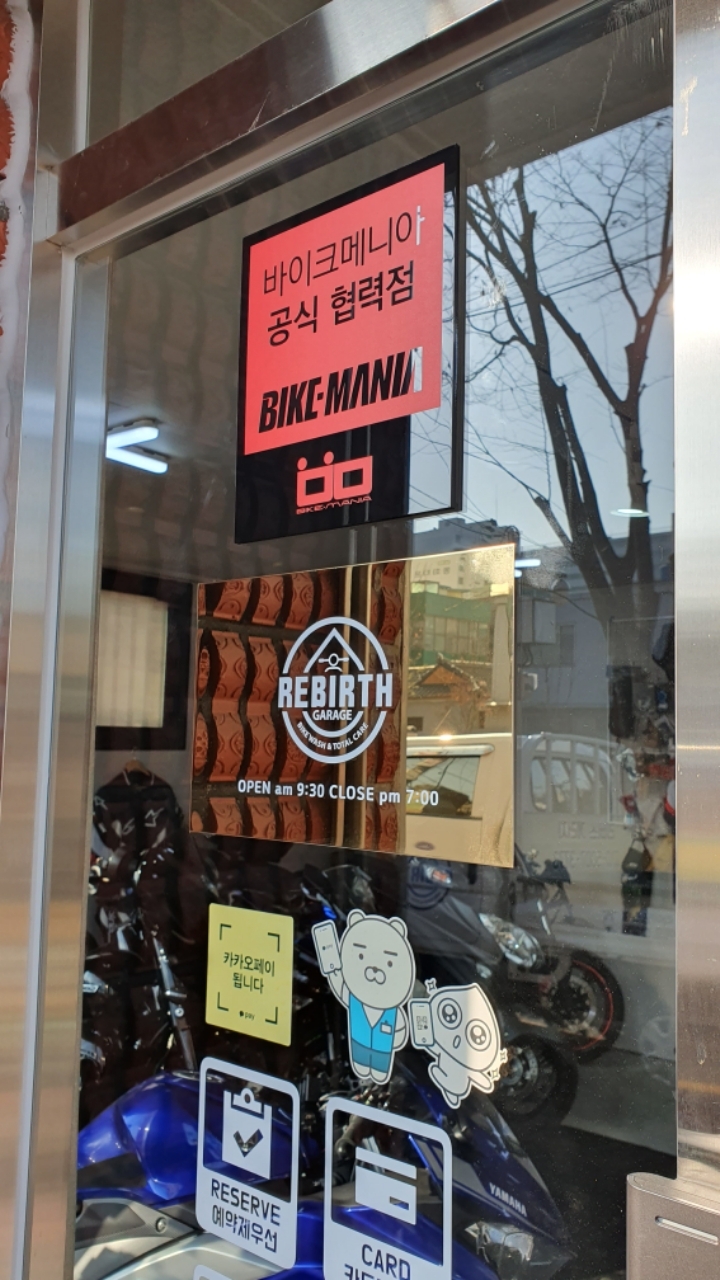 바이크메니아
공식 협력점
BIKE-MANIA
BIKE-MANIA
REBIRTH
GARAGE
BIKE WASH & TOTAL CARE
OPEN am 9:30 CLOSE pm 7:00
카카오페이
됩니다
pay
RESERVE
예약제우선
CARD
YAMAHA